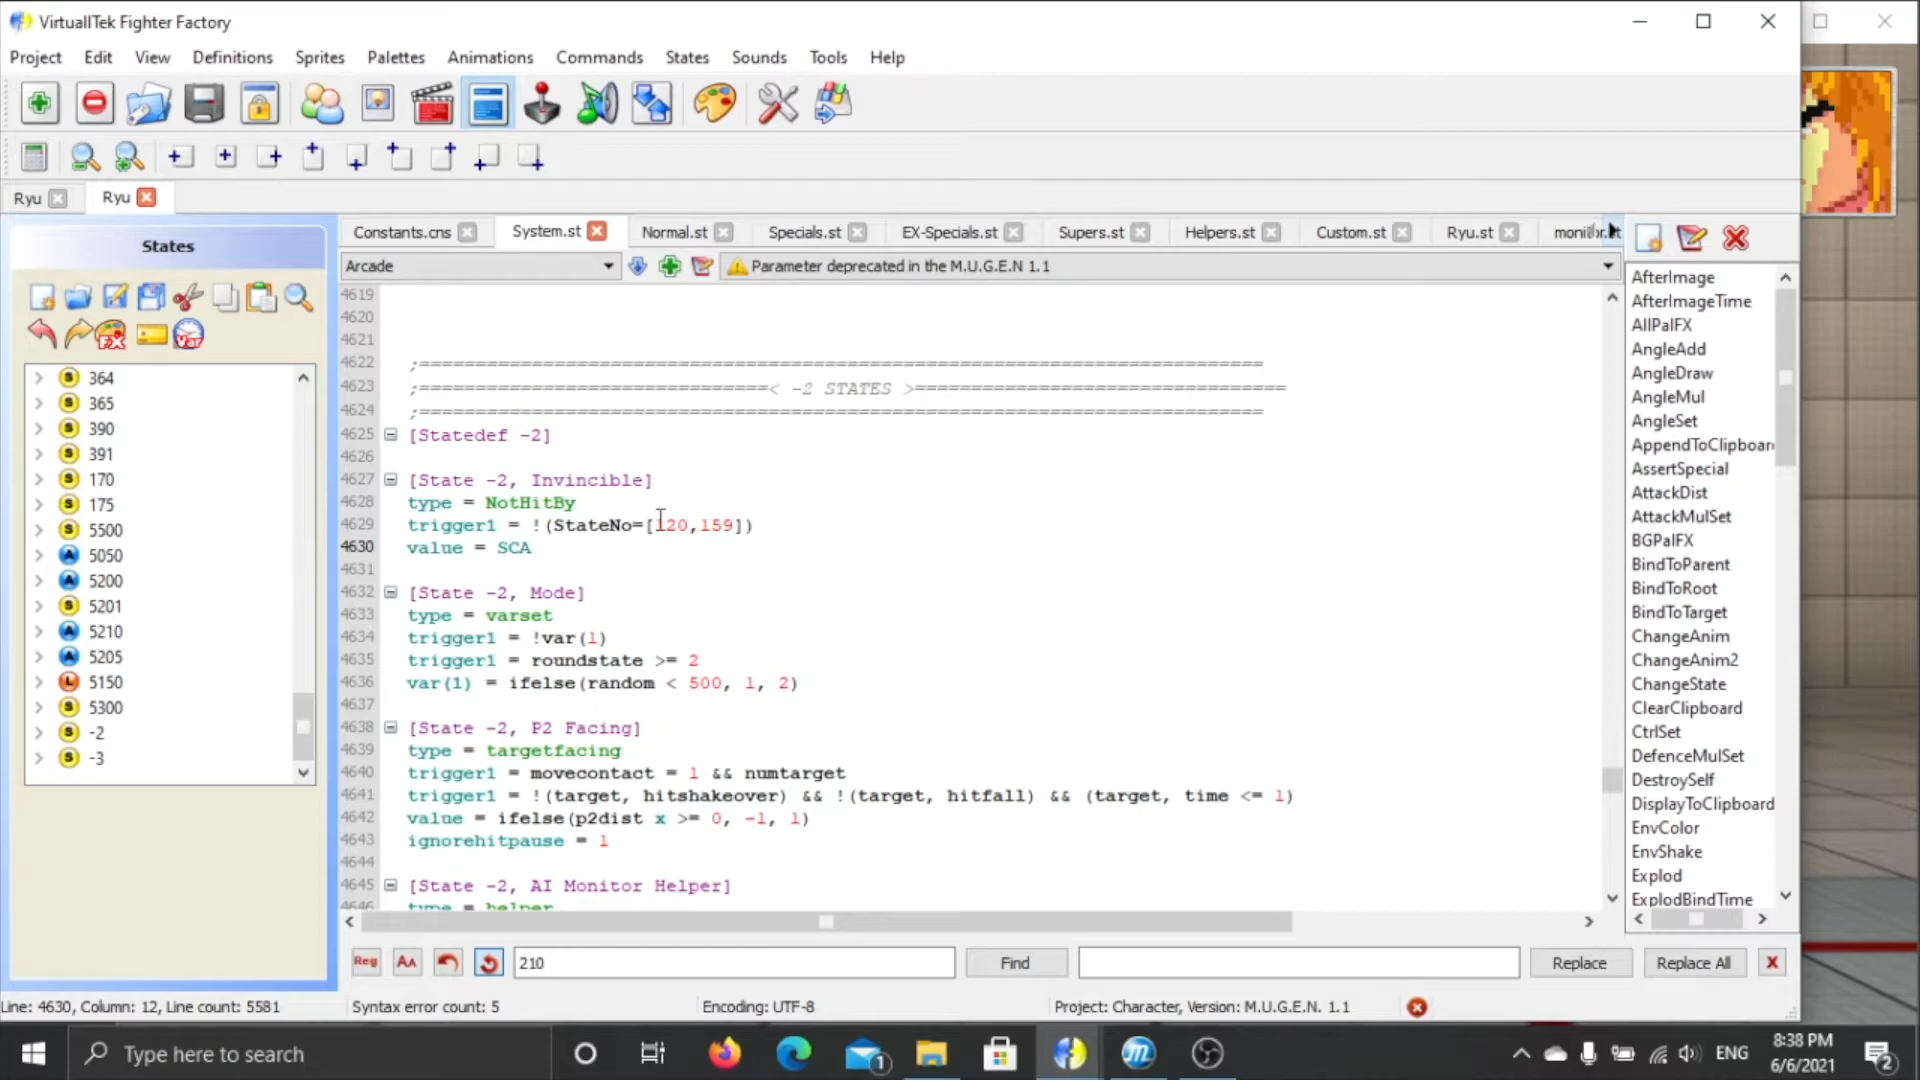 VirtuallTek Fighter Factory
Project Edit View Definitions Sprites Palettes Animations Commands States Sounds Tools Help
Ryu Ryu
States
Constants.cns System.st Normal.st Specials.st EX-Specials.st Supers.st Helpers.st Custom.st Ryu.st
Arcade Parameter deprecated in the M.U.G.E.N 1.1
FX
Var
364
365
390
391
170
175
5500
5050
5200
5201
5210
5205
5150
5300
-2
-3
4619
4620
4621
4622 ;===========================================================================
4623 ;===============================< -2 STATES >=================================
4624 ;===========================================================================
4625 [Statedef -2]
4626
4627 [State -2, Invincible]
4628 type = NotHitBy
4629 trigger1 = !(StateNo=[120,159])
4630 value = SCA
4631
4632 [State -2, Mode]
4633 type = varset
4634 trigger1 = !var(1)
4635 trigger1 = roundstate >= 2
4636 var(1) = ifelse(random < 500, 1, 2)
4637
4638 [State -2, P2 Facing]
4639 type = targetfacing
4640 trigger1 = movecontact = 1 && numtarget
4641 trigger1 = !(target, hitshakeover) && !(target, hitfall) && (target, time <= 1)
4642 value = ifelse(p2dist x >= 0, -1, 1)
4643 ignorehitpause = 1
4644
4645 [State -2, AI Monitor Helper]
4646 type = helper
AfterImage
AfterImageTime
AllPalFX
AngleAdd
AngleDraw
AngleMul
AngleSet
AppendToClipboar
AssertSpecial
AttackDist
AttackMulSet
BGPalFX
BindToParent
BindToRoot
BindToTarget
ChangeAnim
ChangeAnim2
ChangeState
ClearClipboard
CtrlSet
DefenceMulSet
DestroySelf
DisplayToClipboard
EnvColor
EnvShake
Explod
ExplodBindTime
Reg AA 210 Find Replace Replace All X
Line: 4630, Column: 12, Line count: 5581 Syntax error count: 5 Encoding: UTF-8 Project: Character, Version: M.U.G.E.N. 1.1
Type here to search 1 ENG 8:38 PM
6/6/2021 2